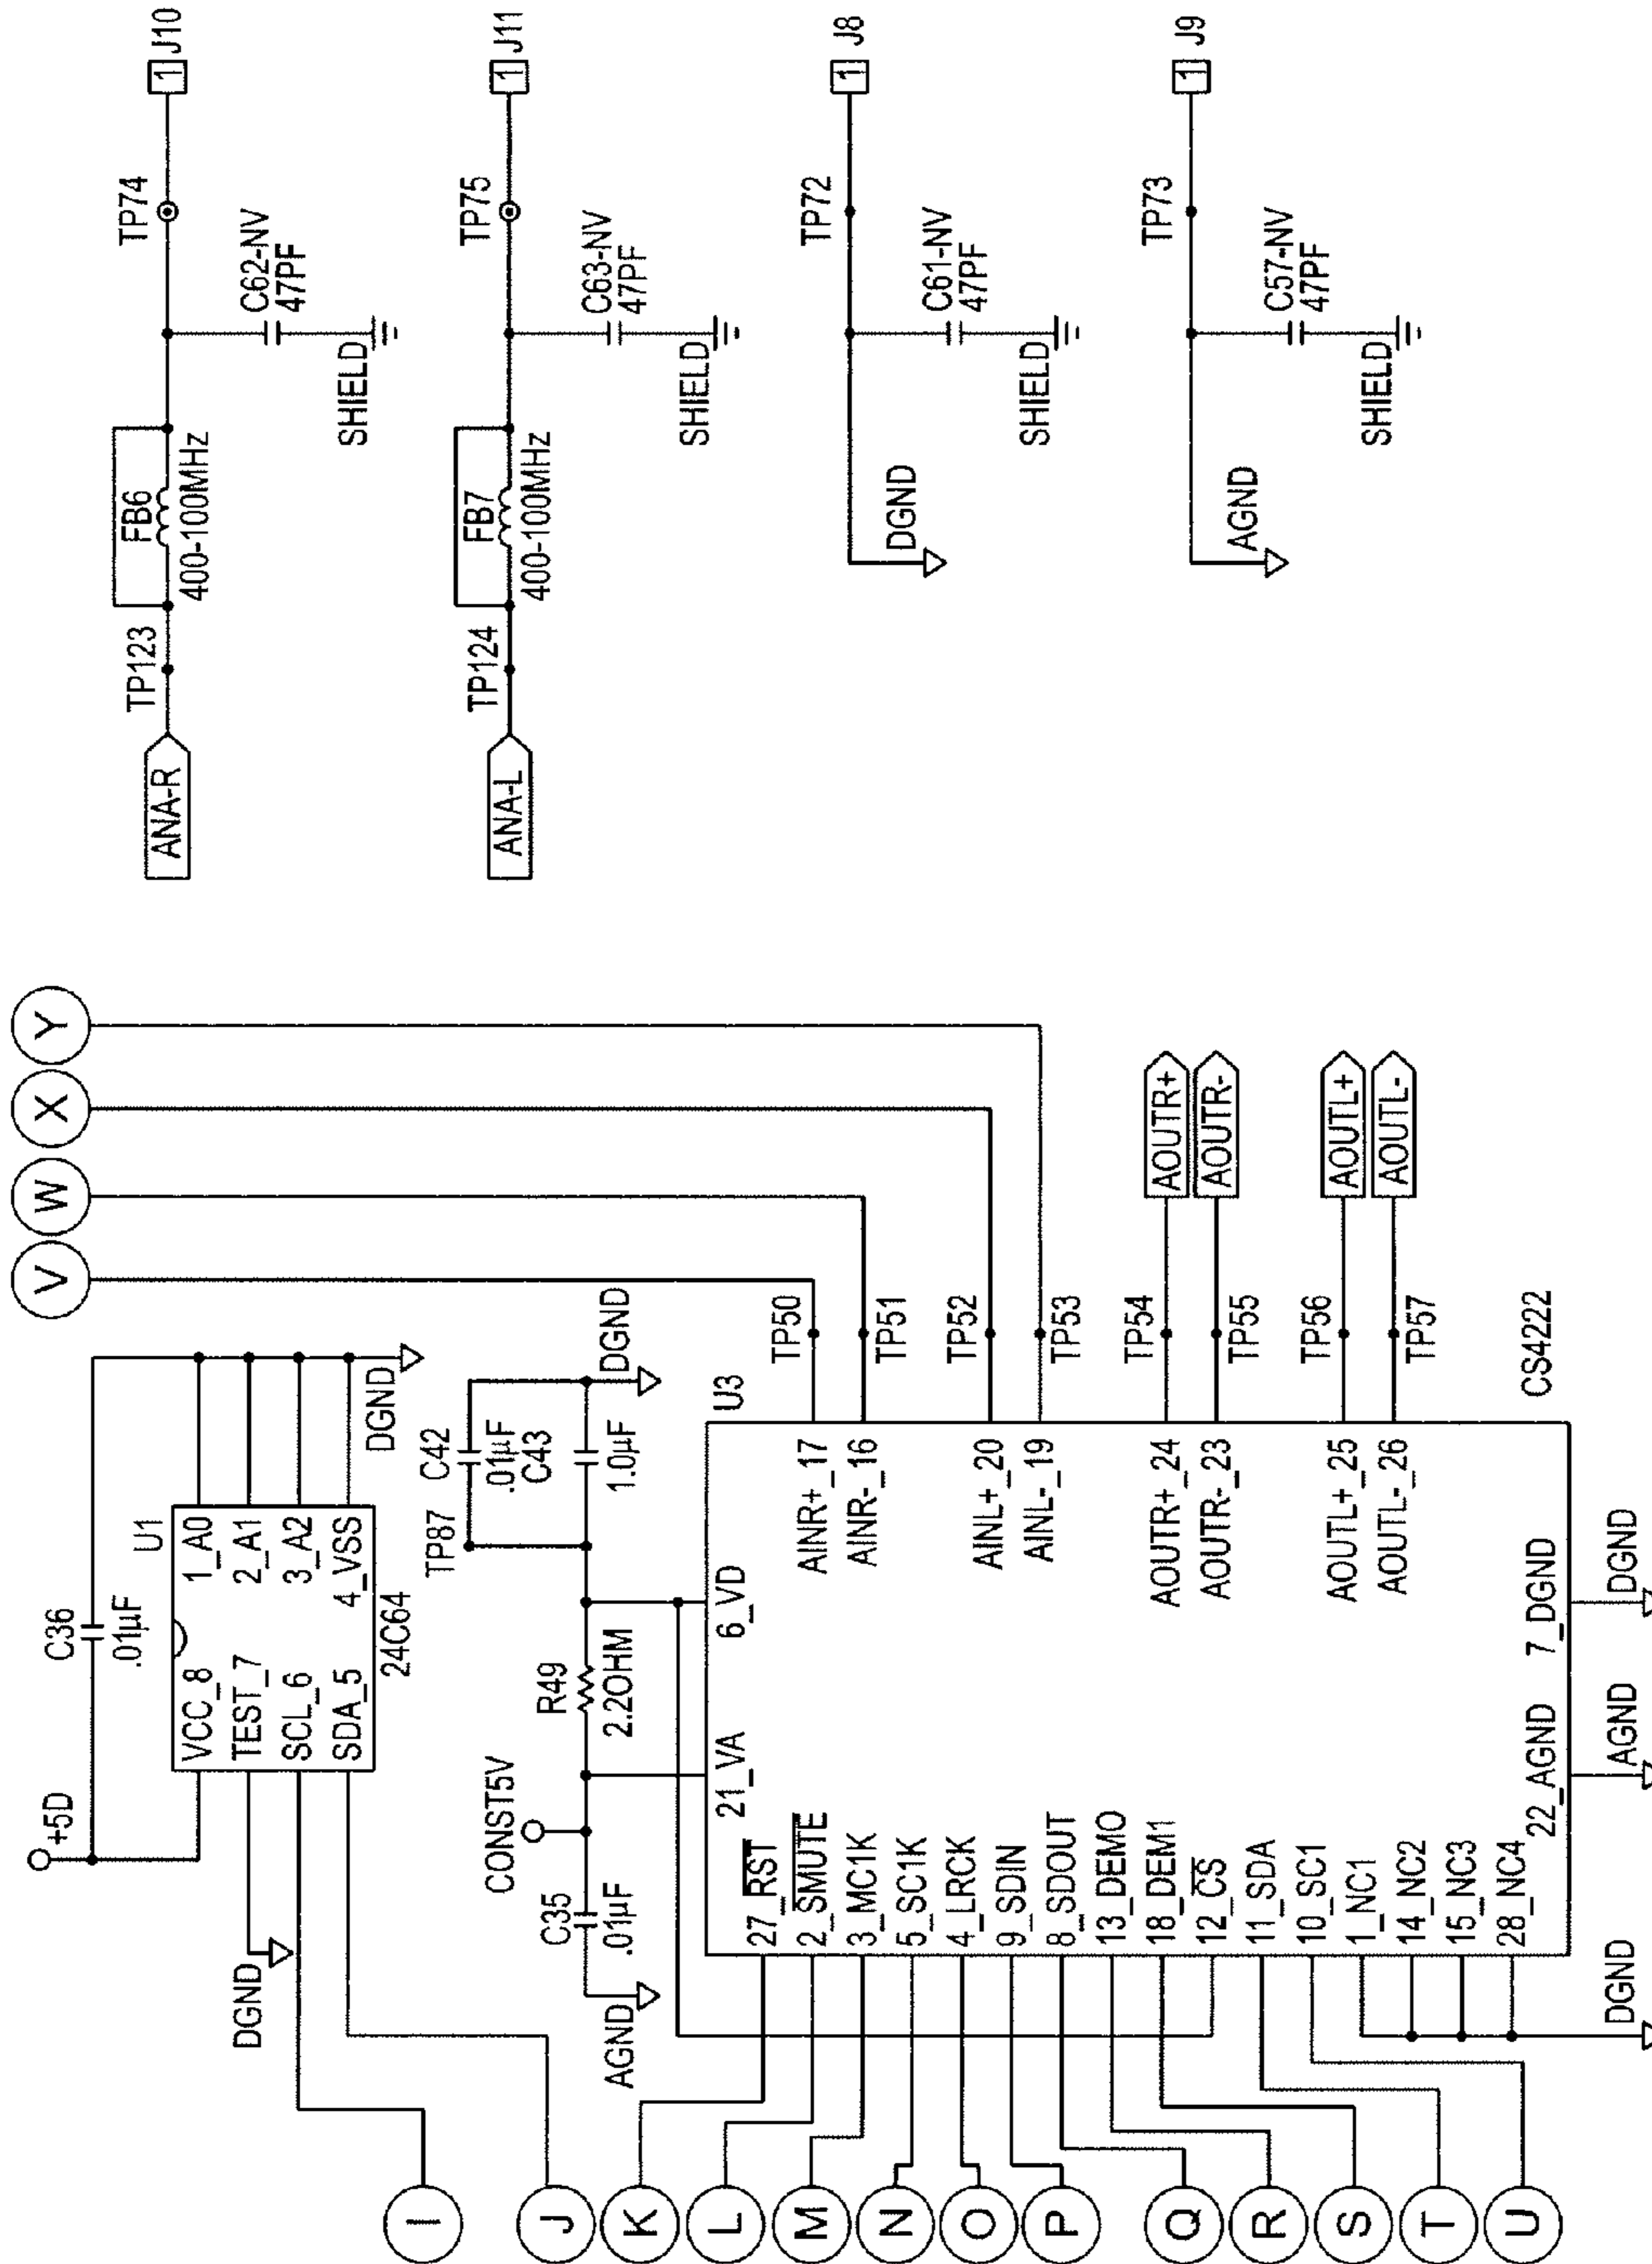 I
J
K
L
M
N
O
P
Q
R
S
T
U
V
W
X
Y
+5D
C36
.01µF
U1
VCC_8
TEST_7
SCL_6
SDA_5
1_A0
2_A1
3_A2
4_VSS
24C64
DGND
DGND
CONST5V
C35
.01µF
AGND
R49
2.2OHM
TP87
C42
.01µF
C43
1.0µF
DGND
U3
21_VA
6_VD
27_RST
2_SMUTE
3_MC1K
5_SC1K
4_LRCK
9_SDIN
8_SDOUT
13_DEMO
18_DEM1
12_CS
11_SDA
10_SC1
1_NC1
14_NC2
15_NC3
28_NC4
AINR+_17
AINR-_16
AINL+_20
AINL-_19
AOUTR+_24
AOUTR-_23
AOUTL+_25
AOUTL-_26
22_AGND
7_DGND
DGND
AGND
DGND
CS4222
TP50
TP51
TP52
TP53
TP54
TP55
TP56
TP57
AOUTR+
AOUTR-
AOUTL+
AOUTL-
ANA-R
TP123
FB6
400-100MHz
C62-NV
47PF
SHIELD
TP74
1
J10
ANA-L
TP124
FB7
400-100MHz
C63-NV
47PF
SHIELD
TP75
1
J11
DGND
C61-NV
47PF
SHIELD
TP72
1
J8
AGND
C57-NV
47PF
SHIELD
TP73
1
J9